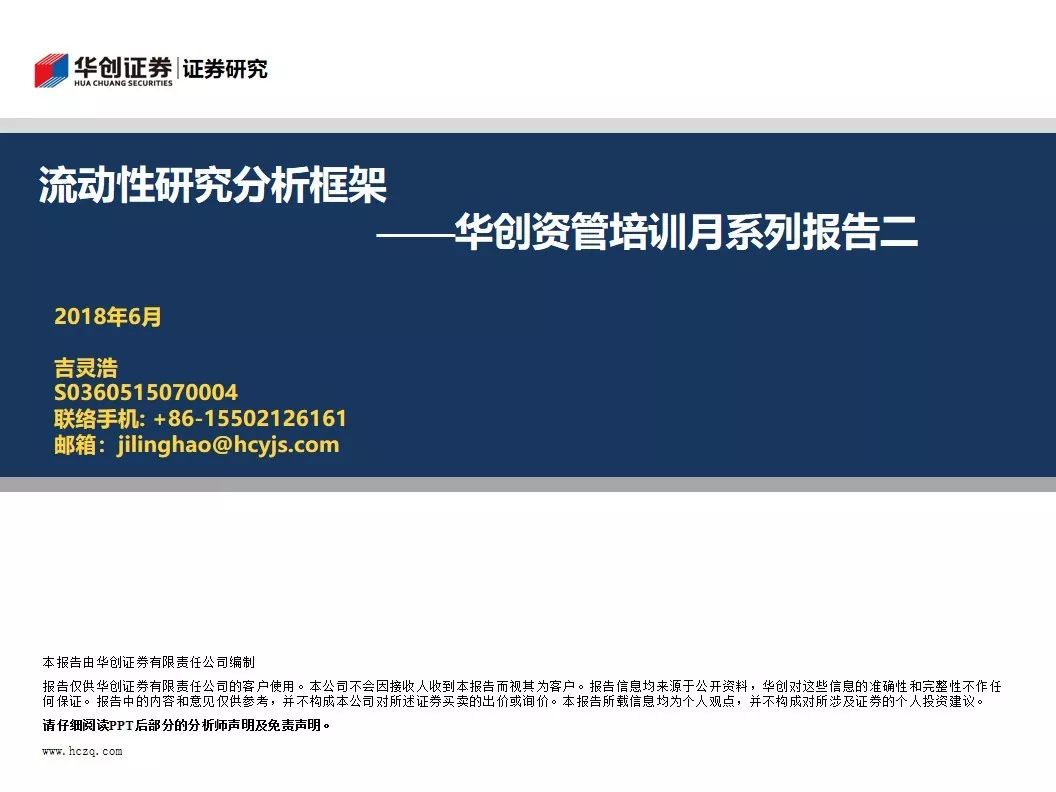 华创证券 | 证券研究
HUA CHUANG SECURITIES
流动性研究分析框架
——华创资管培训月系列报告二
2018年6月
吉灵浩
S0360515070004
联络手机: +86-15502126161
邮箱：jilinghao@hcyjs.com
本报告由华创证券有限责任公司编制
报告仅供华创证券有限责任公司的客户使用。本公司不会因接收人收到本报告而视其为客户。报告信息均来源于公开资料，华创对这些信息的准确性和完整性不作任
何保证。报告中的内容和意见仅供参考，并不构成本公司对所述证券买卖的出价或询价。本报告所载信息均为个人观点，并不构成对所涉及证券的个人投资建议。
请仔细阅读PPT后部分的分析师声明及免责声明。
www.hczq.com